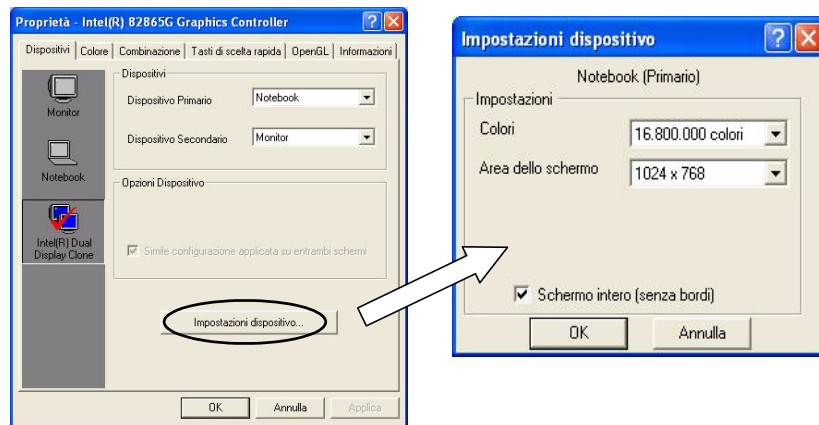 Proprietà - Intel(R) 82865G Graphics Controller
Dispositivi Colore Combinazione Tasti di scelta rapida OpenGL Informazioni
Monitor
Notebook
Intel(R) Dual
Display Clone
Dispositivi
Dispositivo Primario Notebook
Dispositivo Secondario Monitor
Opzioni Dispositivo
Simile configurazione applicata su entrambi schermi
Impostazioni dispositivo...
OK Annulla Applica
Impostazioni dispositivo
Notebook (Primario)
Impostazioni
Colori 16.800.000 colori
Area dello schermo 1024 x 768
Schermo intero (senza bordi)
OK Annulla